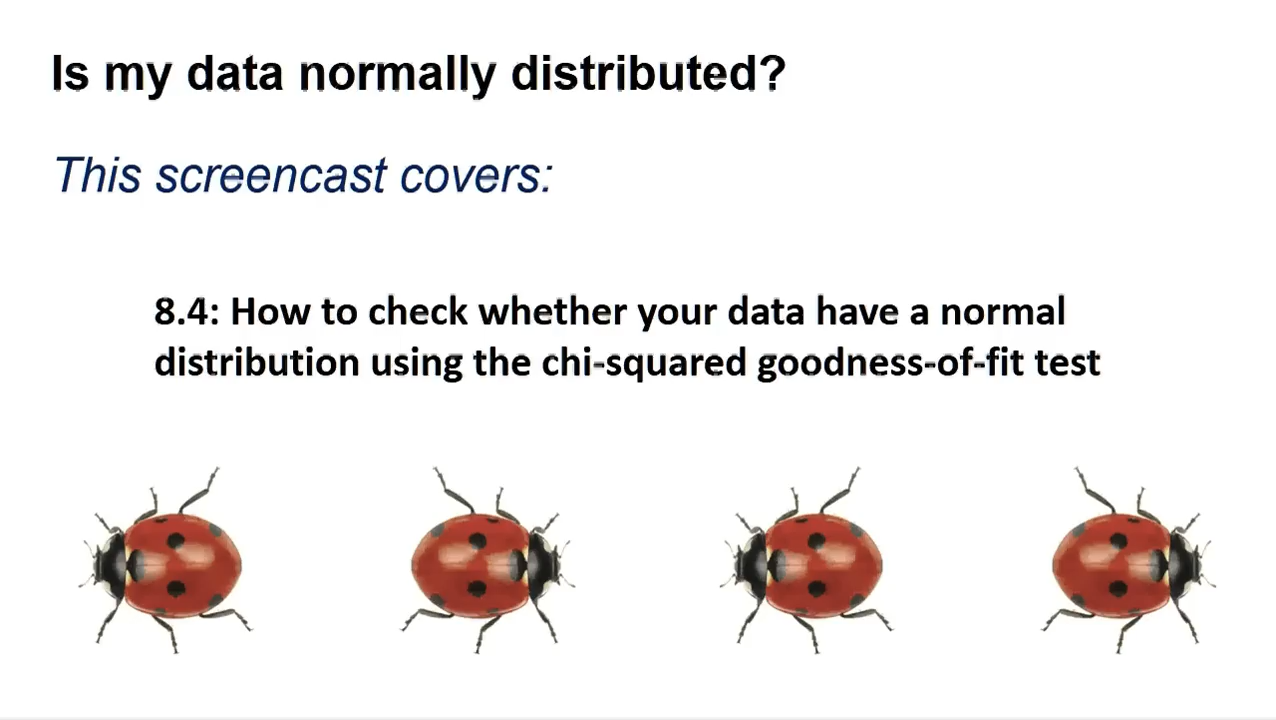 Is my data normally distributed?
This screencast covers:
8.4: How to check whether your data have a normal
distribution using the chi-squared goodness-of-fit test